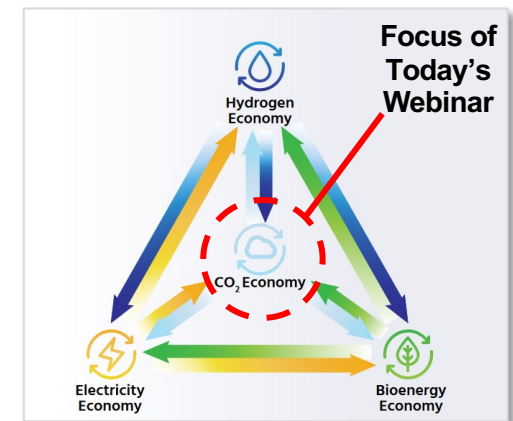 Focus of
Today’s
Webinar
Hydrogen
Economy
CO₂ Economy
Electricity
Economy
Bioenergy
Economy